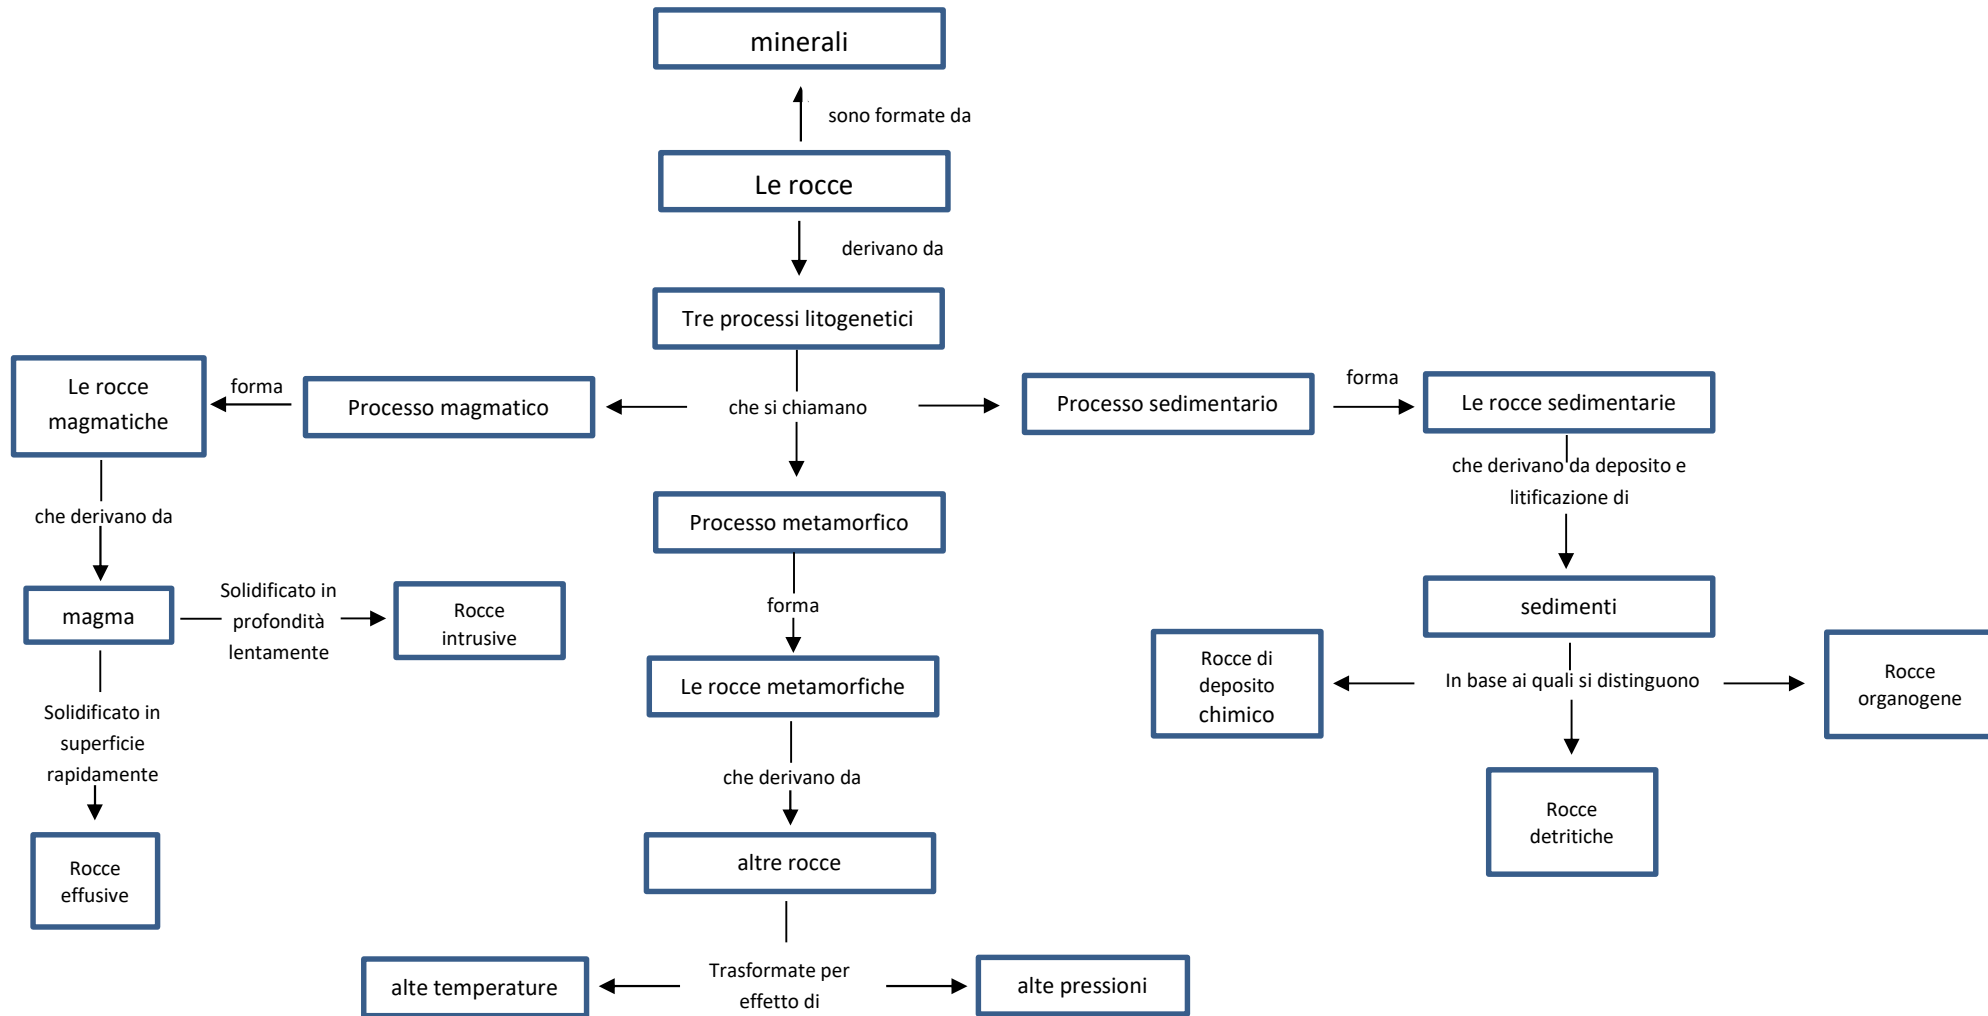 minerali
sono formate da
Le rocce
derivano da
Tre processi litogenetici
Le rocce
magmatiche
forma
Processo magmatico
che si chiamano
Processo sedimentario
forma
Le rocce sedimentarie
che derivano da deposito e
litificazione di
che derivano da
Processo metamorfico
magma
Solidificato in
profondità
lentamente
Rocce
intrusive
forma
sedimenti
Le rocce metamorfiche
Rocce di
deposito
chimico
In base ai quali si distinguono
Rocce
organogene
Solidificato in
superficie
rapidamente
che derivano da
Rocce
detritiche
Rocce
effusive
altre rocce
alte temperature
Trasformate per
effetto di
alte pressioni